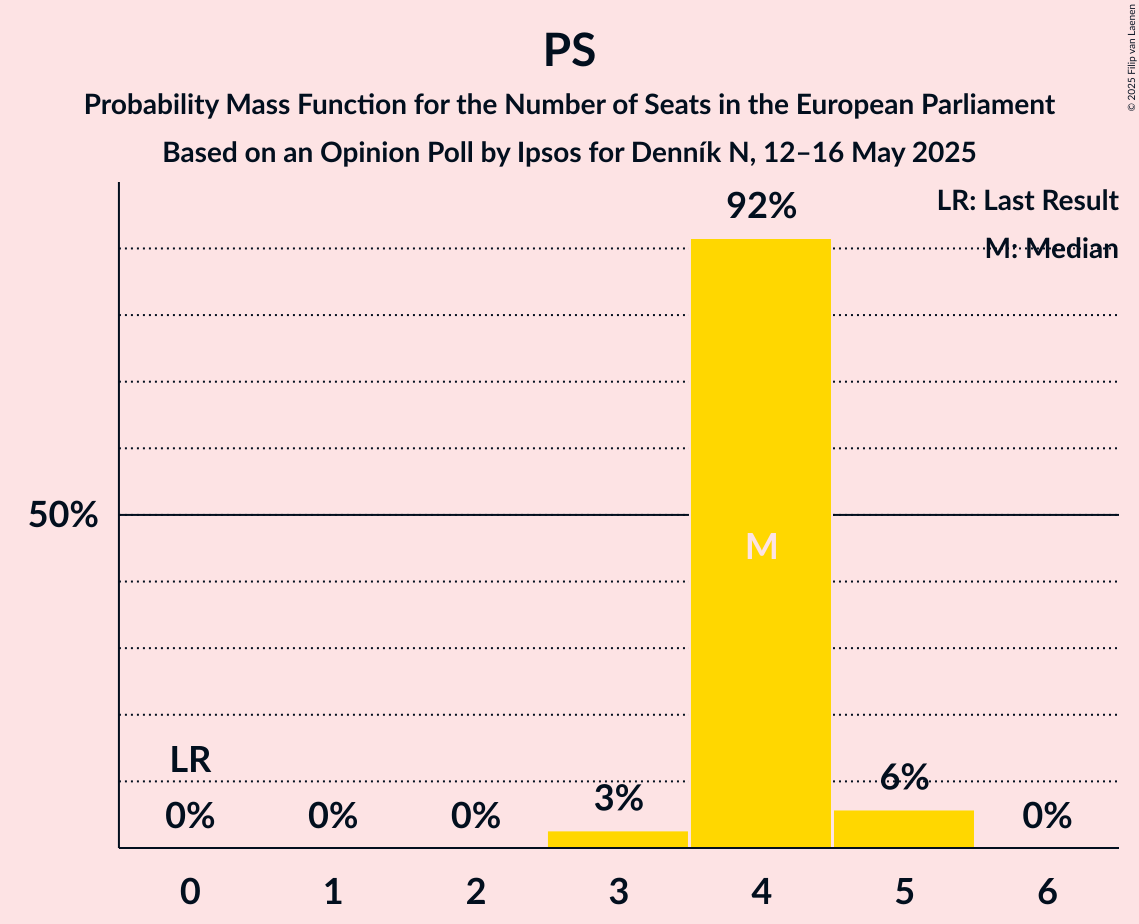 PS
Probability Mass Function for the Number of Seats in the European Parliament
Based on an Opinion Poll by Ipsos for Denník N, 12–16 May 2025
© 2025 Filip van Laenen
LR: Last Result
M: Median
92%
50%
M
LR
0%
0%
0%
3%
6%
0%
0
1
2
3
4
5
6